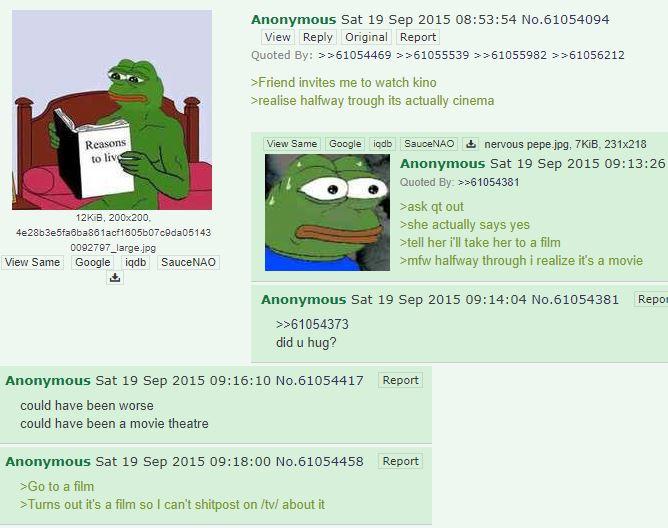 Reasons
to live
12KiB, 200x200,
4e28b3e5fa6ba861acf1605b07c9da05143
0092797_large.jpg
View Same Google iqdb SauceNAO
Anonymous Sat 19 Sep 2015 08:53:54 No.61054094
View Reply Original Report
Quoted By: >>61054469 >>61055539 >>61055982 >>61056212
>Friend invites me to watch kino
>realise halfway trough its actually cinema
View Same Google iqdb SauceNAO nervous pepe.jpg, 7KiB, 231x218
Anonymous Sat 19 Sep 2015 09:13:26
Quoted By: >>61054381
>ask qt out
>she actually says yes
>tell her i'll take her to a film
>mfw halfway through i realize it's a movie
Anonymous Sat 19 Sep 2015 09:14:04 No.61054381 Repor
>>61054373
did u hug?
Anonymous Sat 19 Sep 2015 09:16:10 No.61054417 Report
could have been worse
could have been a movie theatre
Anonymous Sat 19 Sep 2015 09:18:00 No.61054458 Report
>Go to a film
>Turns out it's a film so I can't shitpost on /tv/ about it